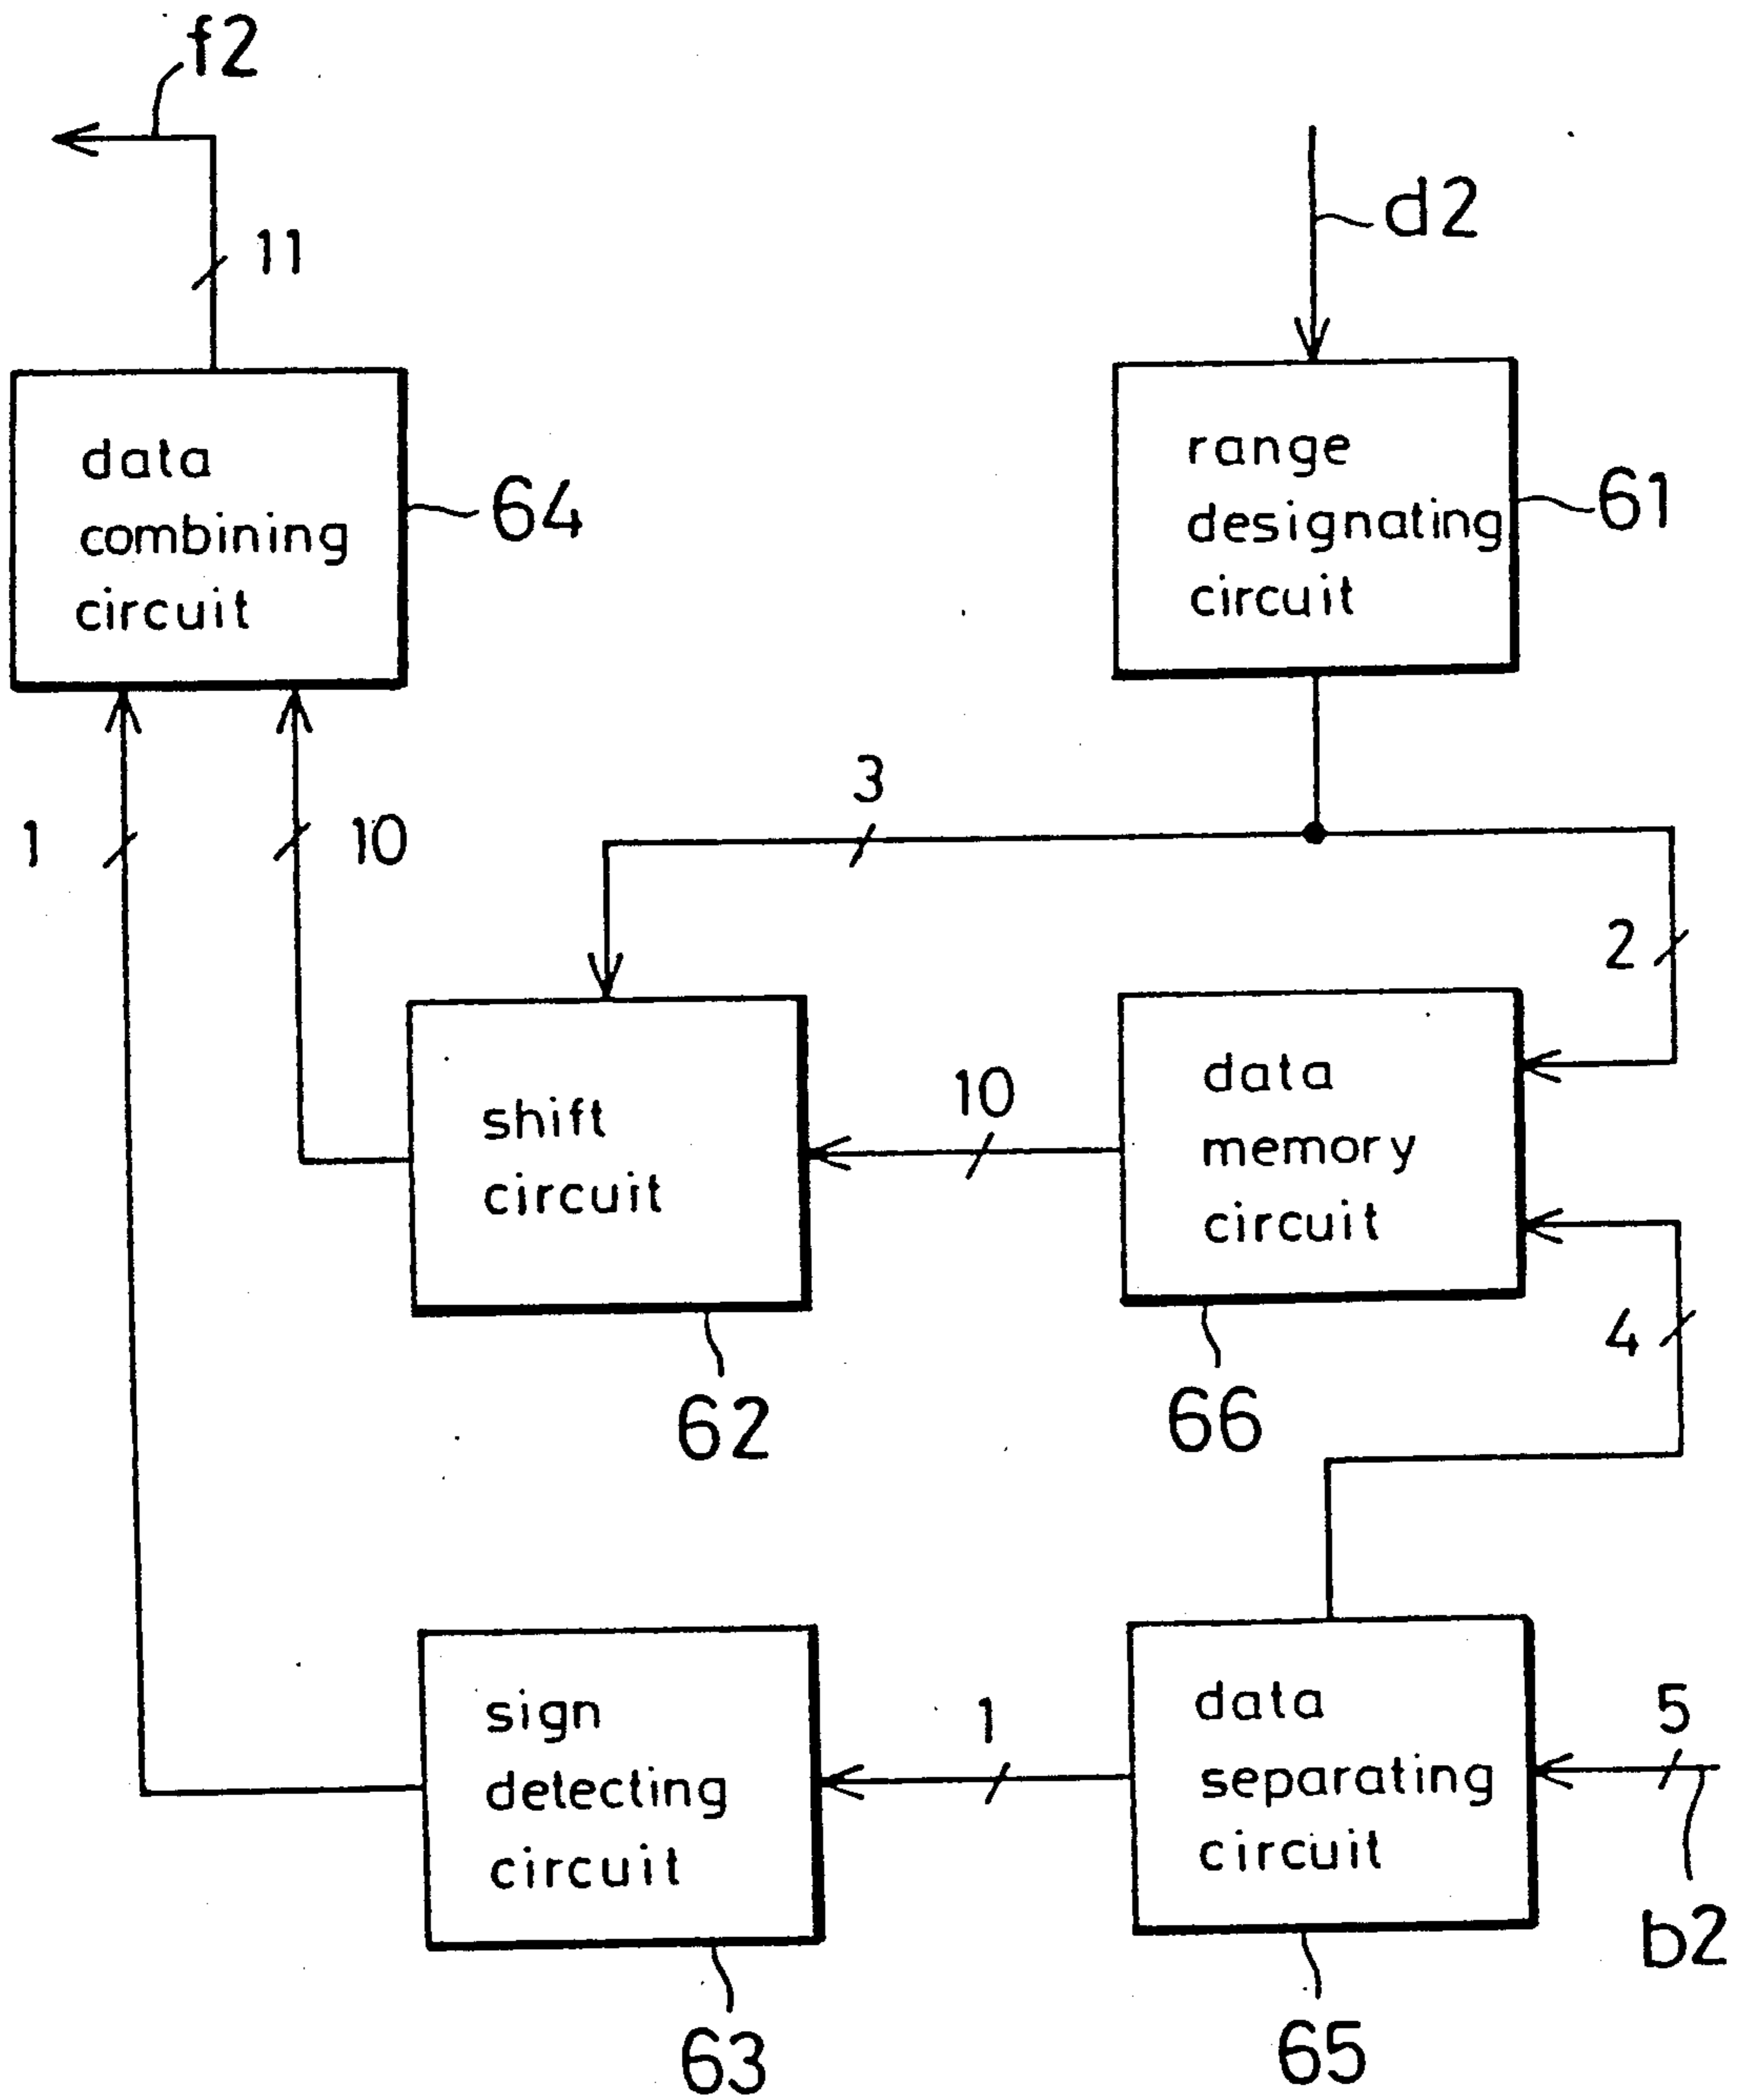 f2
11
d2
data
combining
circuit
64
range
designating
circuit
61
3
1
10
2
shift
circuit
62
10
data
memory
circuit
66
4
sign
detecting
circuit
63
1
data
separating
circuit
65
5
b2